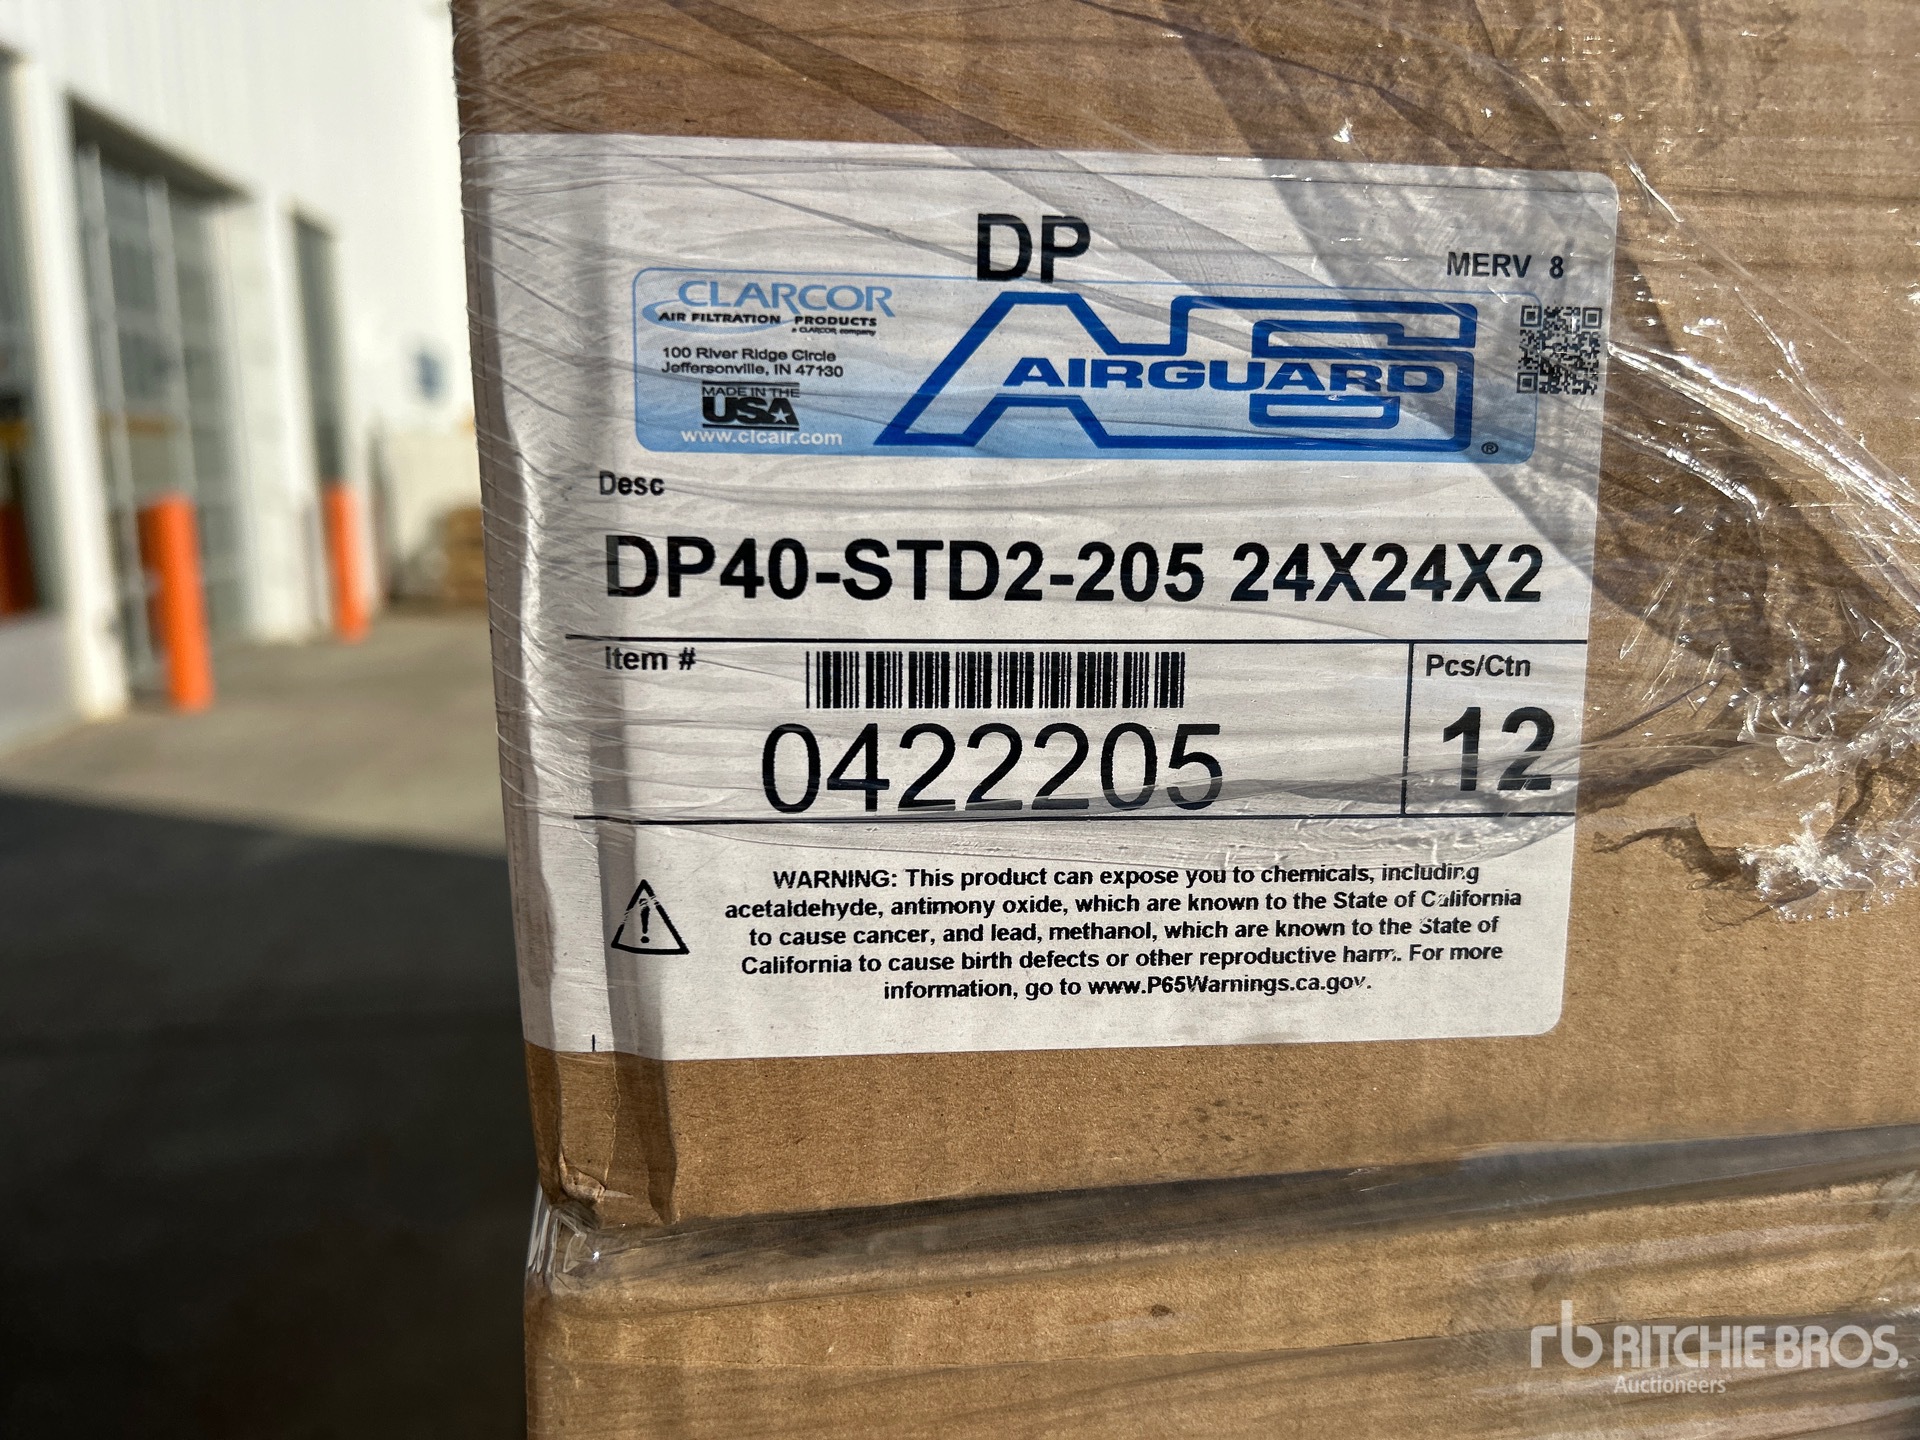 DP
MERV 8
CLARCOR
AIR FILTRATION PRODUCTS
a CLARCOR company
100 River Ridge Circle
Jeffersonville, IN 47130
MADE IN THE
USA
www.clcair.com
AIRGUARD
®
Desc
DP40-STD2-205 24X24X2
Item #
Pcs/Ctn
0422205
12
WARNING: This product can expose you to chemicals, including
acetaldehyde, antimony oxide, which are known to the State of California
to cause cancer, and lead, methanol, which are known to the State of
California to cause birth defects or other reproductive harm. For more
information, go to www.P65Warnings.ca.gov.
rb RITCHIE BROS.
Auctioneers